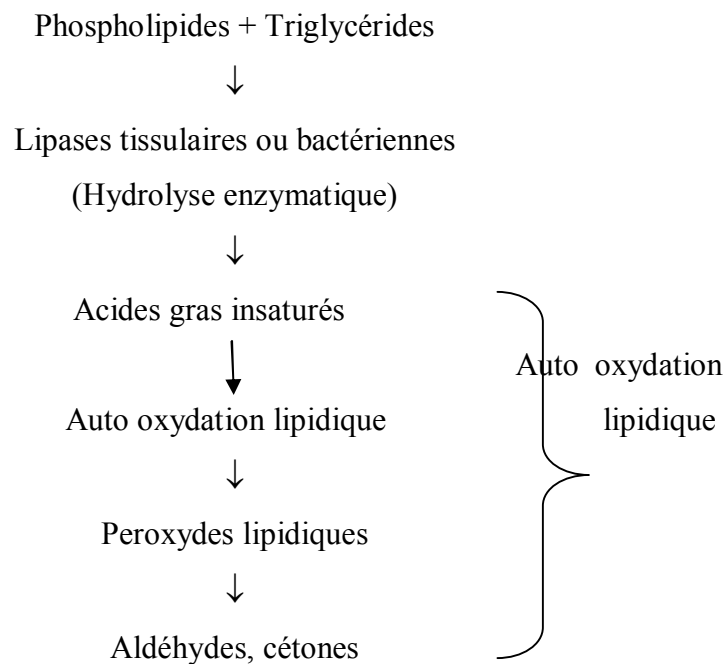 Phospholipides + Triglycérides
↓
Lipases tissulaires ou bactériennes
(Hydrolyse enzymatique)
↓
Acides gras insaturés
Auto oxydation lipidique
↓
Peroxydes lipidiques
↓
Aldéhydes, cétones
Auto oxydation
lipidique